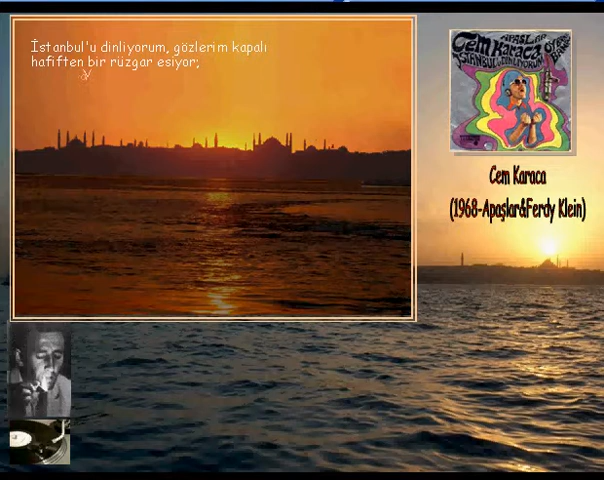 İstanbul'u dinliyorum, gözlerim kapalı
hafiften bir rüzgar esiyor;
APAŞLAR
Cem Karaca
İSTANBUL'U DİNLİYORUM
Cem Karaca
(1968-Apaşlar&Ferdy Klein)